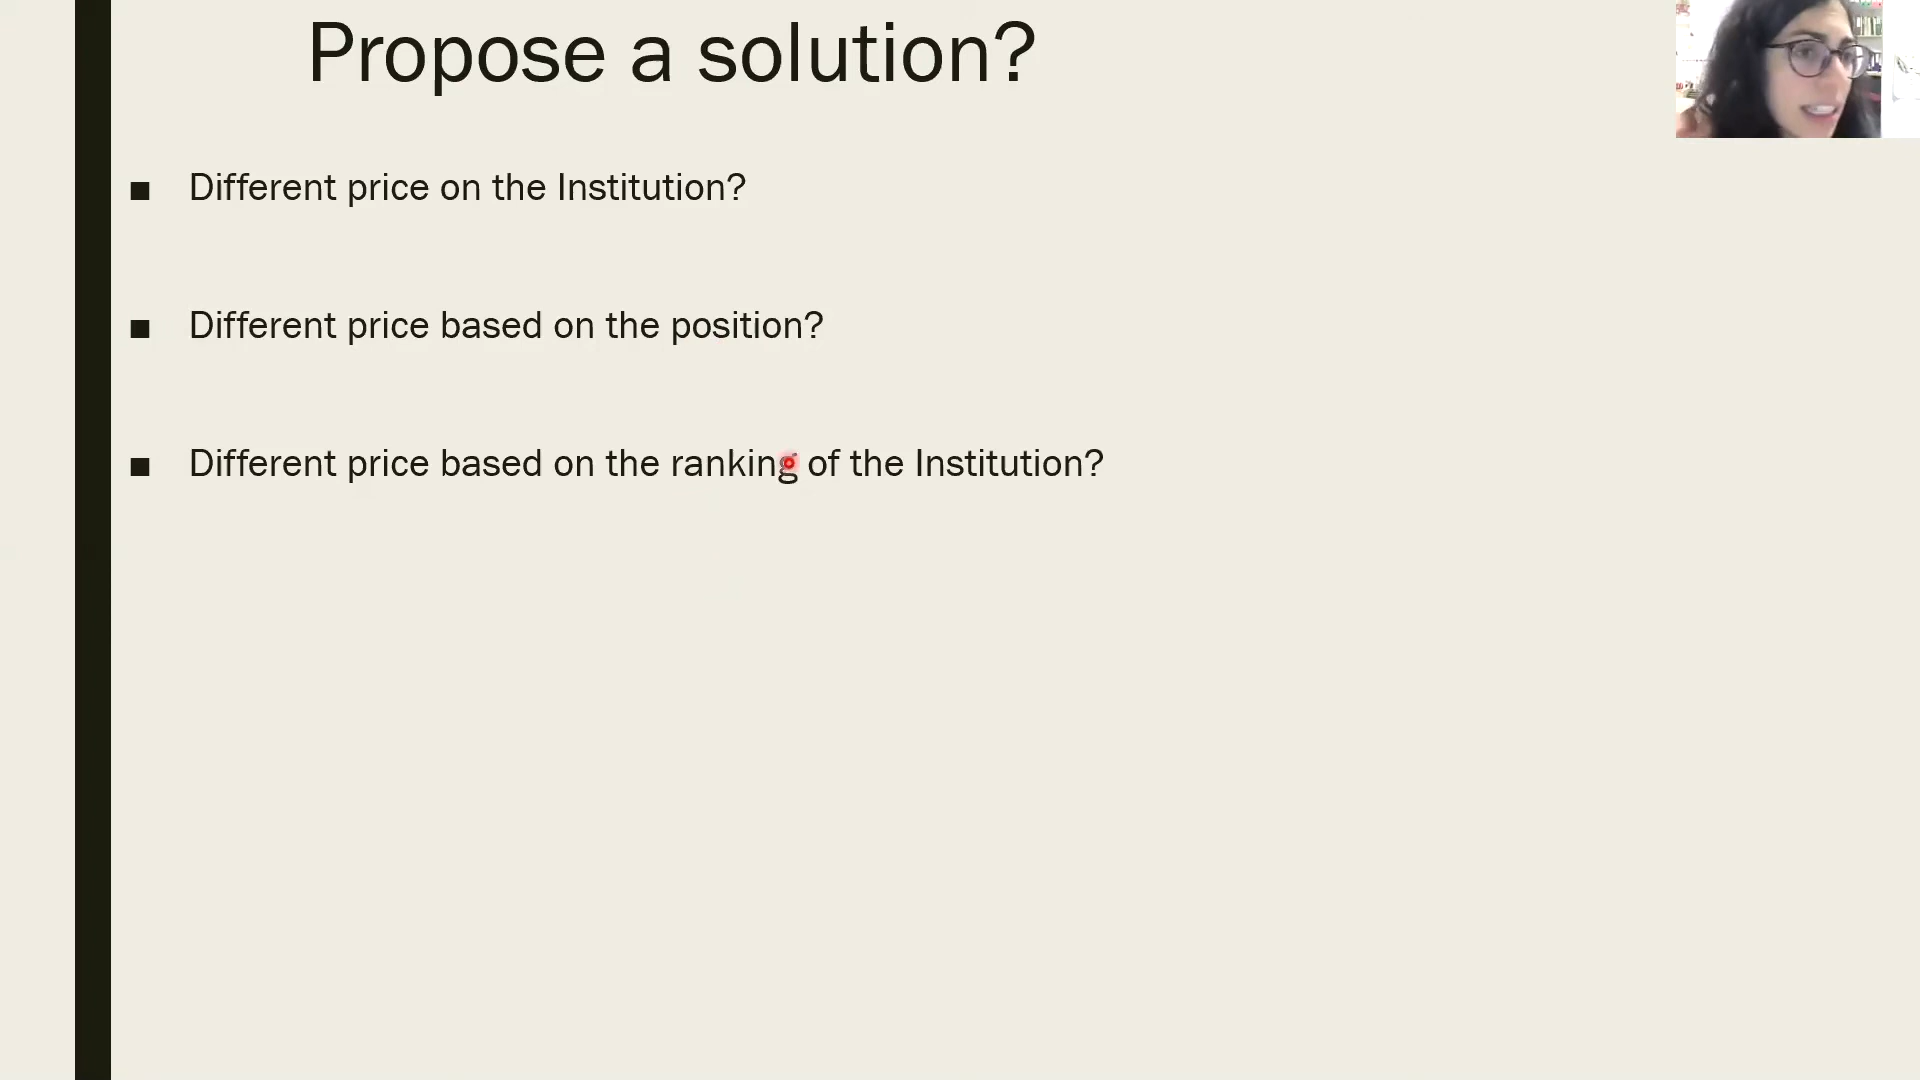 Propose a solution?
■ Different price on the Institution?
■ Different price based on the position?
■ Different price based on the ranking of the Institution?